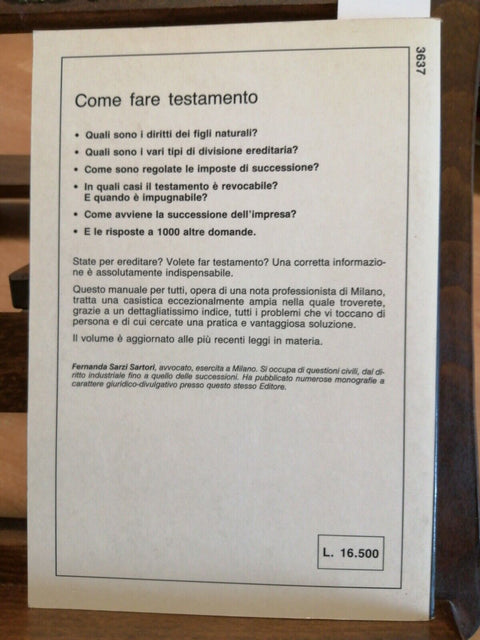 3637
Come fare testamento
• Quali sono i diritti dei figli naturali?
• Quali sono i vari tipi di divisione ereditaria?
• Come sono regolate le imposte di successione?
• In quali casi il testamento è revocabile?
E quando è impugnabile?
• Come avviene la successione dell'impresa?
• E le risposte a 1000 altre domande.
State per ereditare? Volete far testamento? Una corretta informazio-
ne è assolutamente indispensabile.
Questo manuale per tutti, opera di una nota professionista di Milano,
tratta una casistica eccezionalmente ampia nella quale troverete,
grazie a un dettagliatissimo indice, tutti i problemi che vi toccano di
persona e di cui cercate una pratica e vantaggiosa soluzione.
Il volume è aggiornato alle più recenti leggi in materia.
Fernanda Sarzi Sartori, avvocato, esercita a Milano. Si occupa di questioni civili, dal di-
ritto industriale fino a quello delle successioni. Ha pubblicato numerose monografie a
carattere giuridico-divulgativo presso questo stesso Editore.
L. 16.500